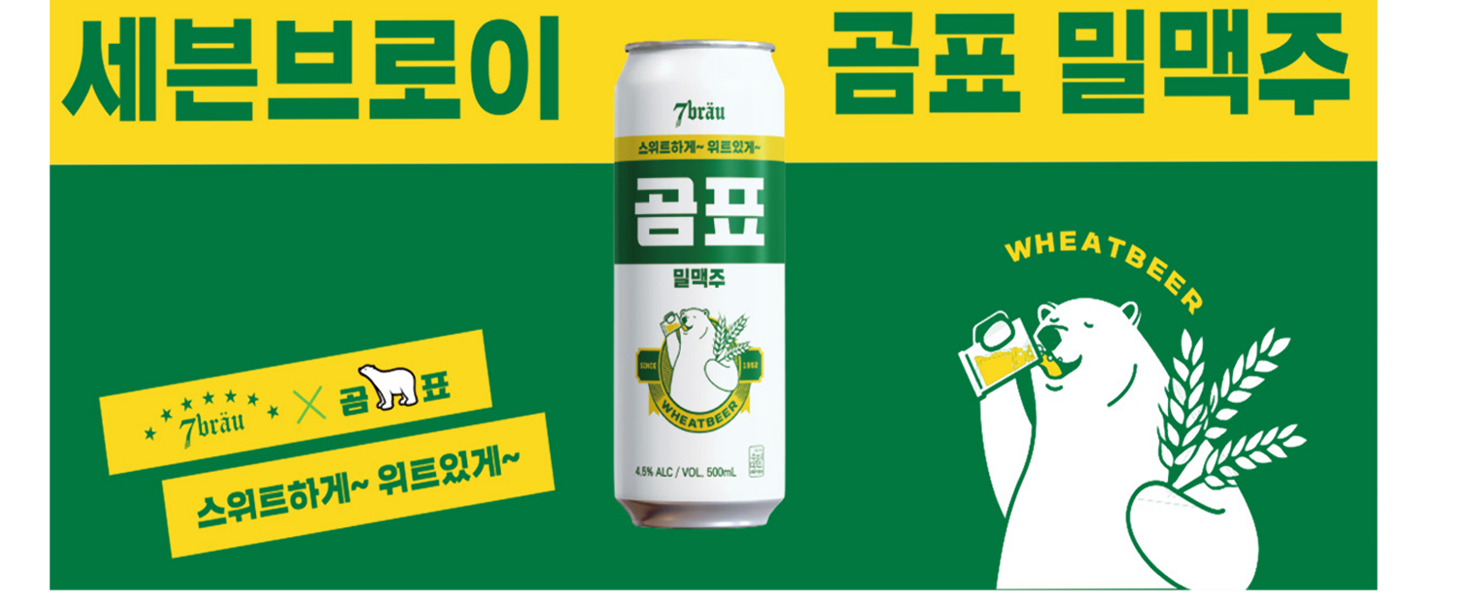 세븐브로이
곰표 밀맥주
7bräu
스위트하게~ 위트있게~
곰표
밀맥주
SINCE 1952
WHEATBEER
4.5% ALC / VOL. 500mL
WHEATBEER
7bräu × 곰 표
스위트하게~ 위트있게~